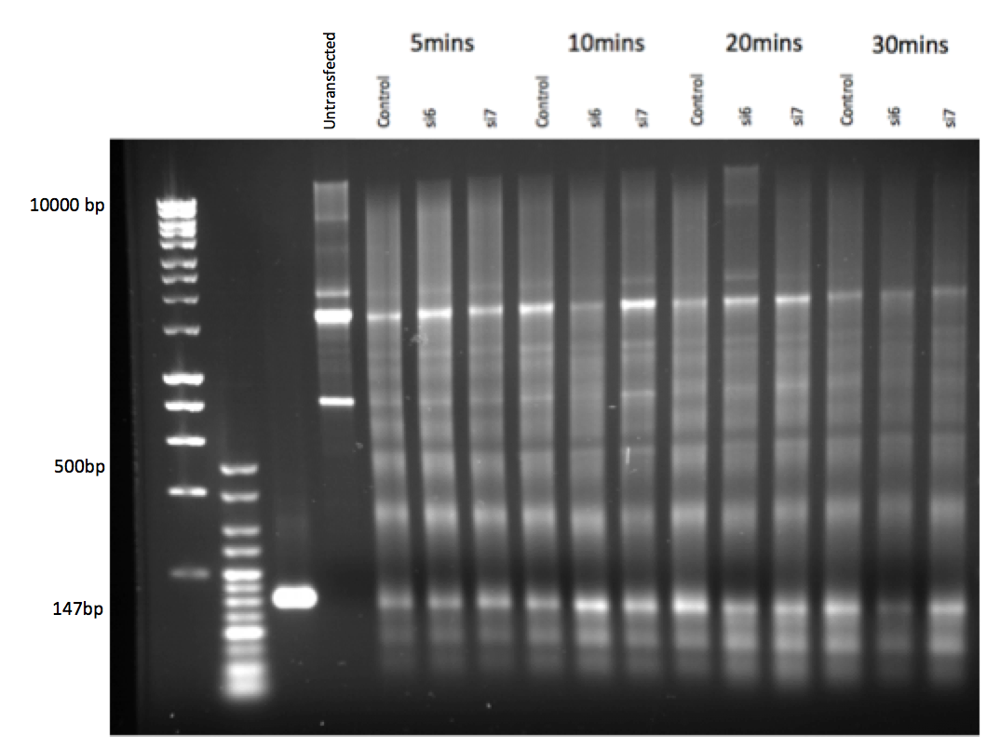 5mins 10mins 20mins 30mins
Untransfected Control si6 si7 Control si6 si7 Control si6 si7 Control si6 si7
10000 bp
500bp
147bp